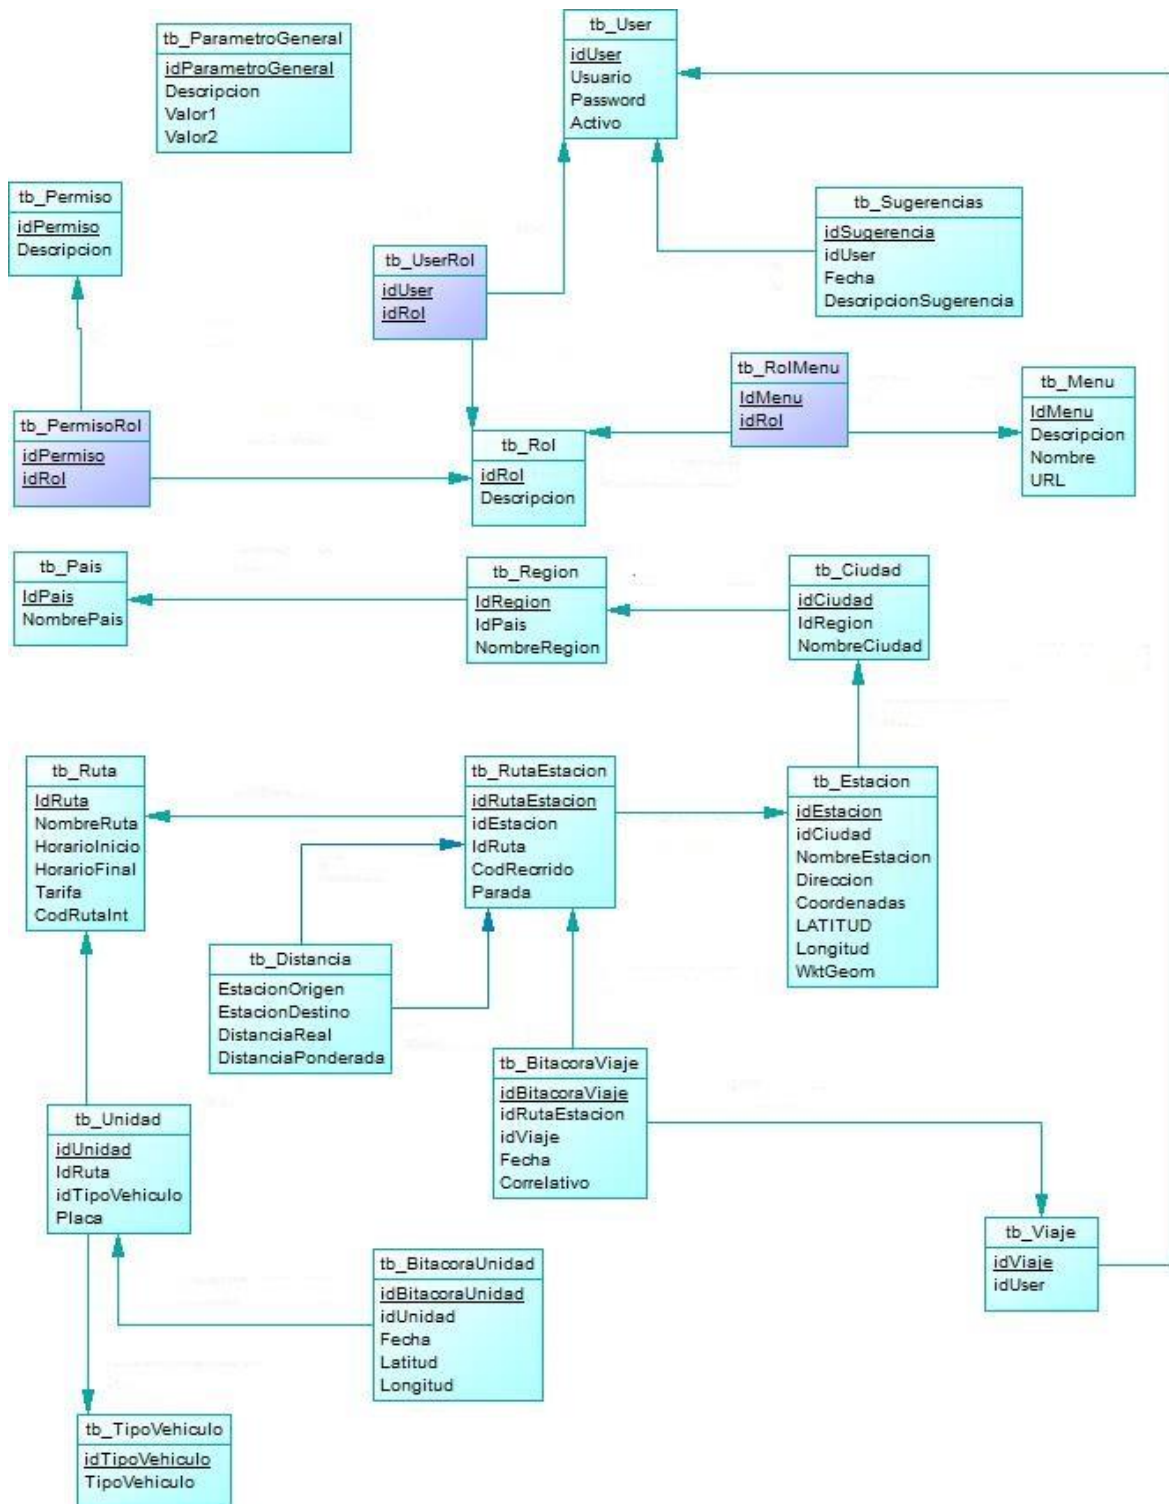 tb_ParametroGeneral
idParametroGeneral
Descripcion
Valor1
Valor2
tb_User
idUser
Usuario
Password
Activo
tb_Permiso
idPermiso
Descripcion
tb_UserRol
idUser
idRol
tb_Sugerencias
idSugerencia
idUser
Fecha
DescripcionSugerencia
tb_PermisoRol
idPermiso
idRol
tb_Rol
idRol
Descripcion
tb_RolMenu
IdMenu
idRol
tb_Menu
IdMenu
Descripcion
Nombre
URL
tb_Pais
IdPais
NombrePais
tb_Region
IdRegion
IdPais
NombreRegion
tb_Ciudad
idCiudad
IdRegion
NombreCiudad
tb_Ruta
IdRuta
NombreRuta
HorarioInicio
HorarioFinal
Tarifa
CodRutaInt
tb_RutaEstacion
idRutaEstacion
idEstacion
IdRuta
CodRecrrido
Parada
tb_Estacion
idEstacion
idCiudad
NombreEstacion
Direccion
Coordenadas
LATITUD
Longitud
WktGeom
tb_Distancia
EstacionOrigen
EstacionDestino
DistanciaReal
DistanciaPonderada
tb_Unidad
idUnidad
IdRuta
idTipoVehiculo
Placa
tb_BitacoraViaje
idBitacoraViaje
idRutaEstacion
idViaje
Fecha
Correlativo
tb_BitacoraUnidad
idBitacoraUnidad
idUnidad
Fecha
Latitud
Longitud
tb_Viaje
idViaje
idUser
tb_TipoVehiculo
idTipoVehiculo
TipoVehiculo